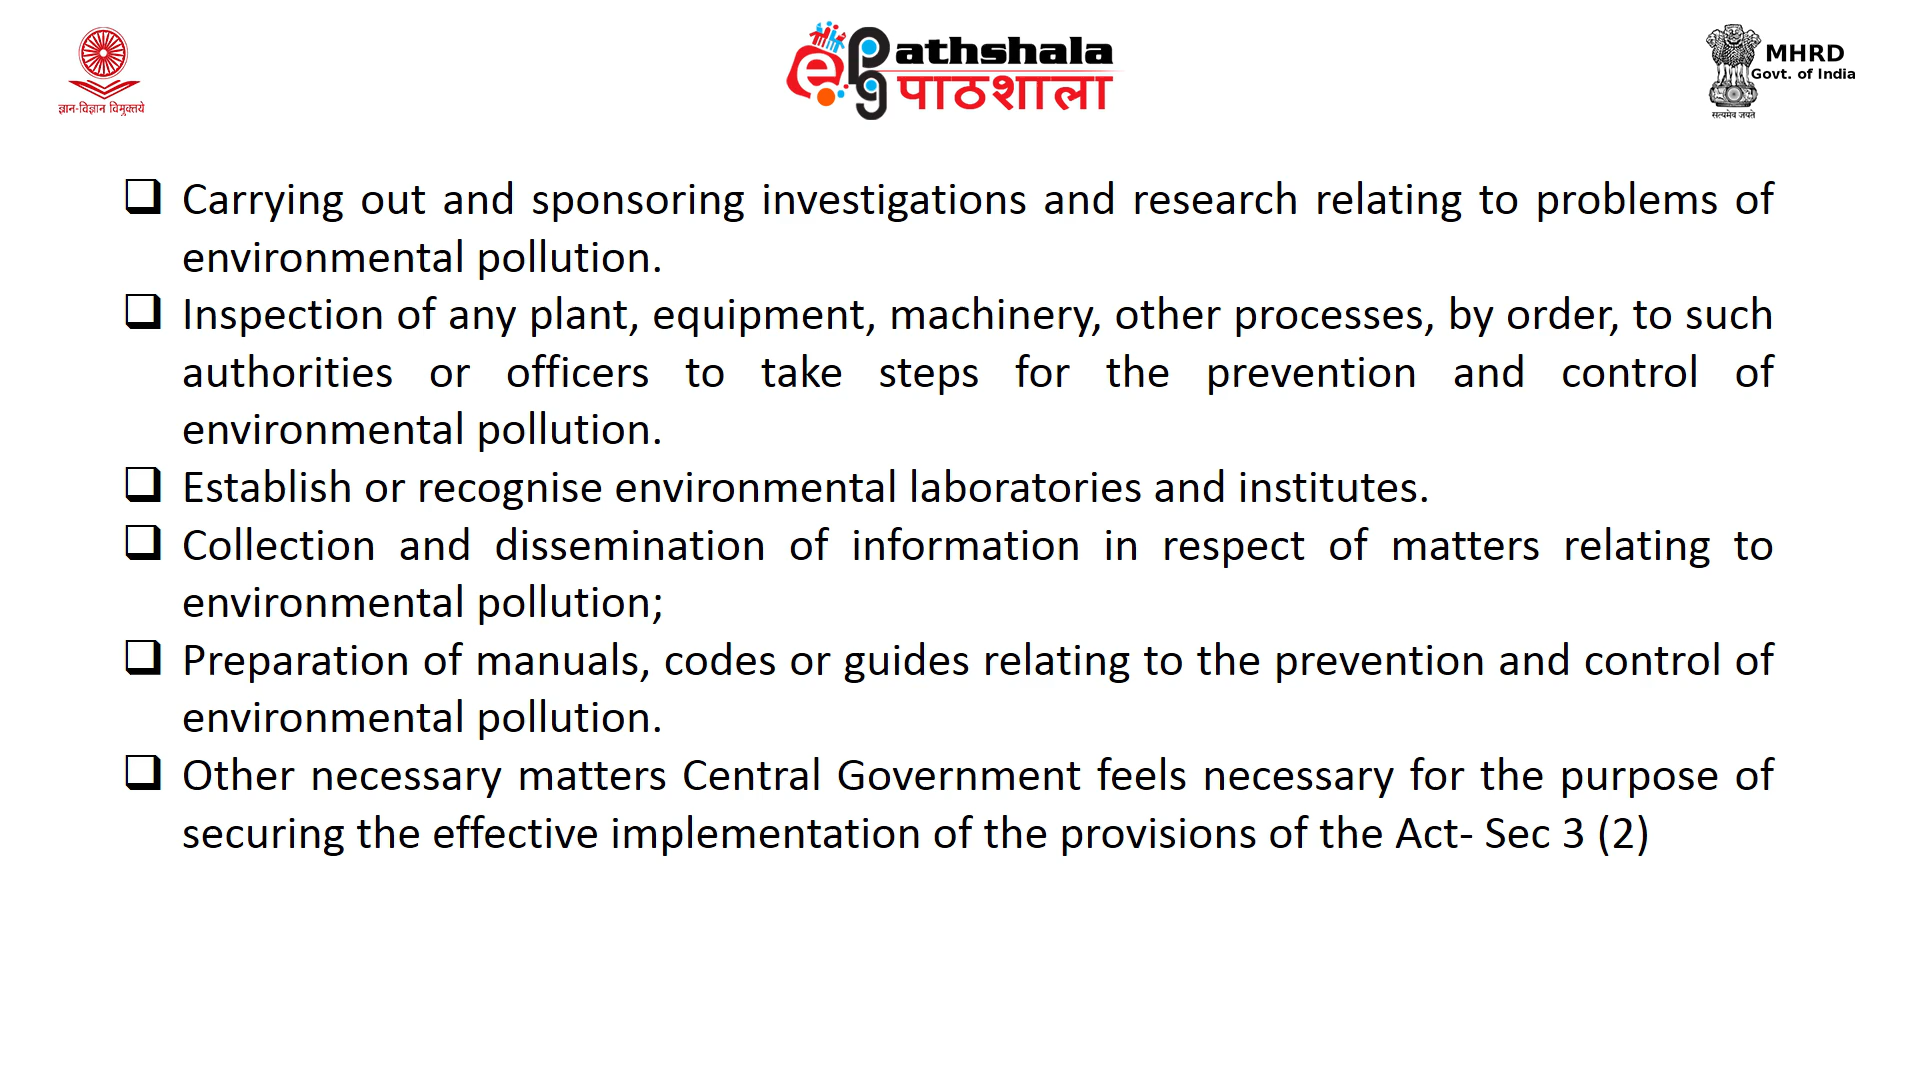 ज्ञान-विज्ञान विमुक्तये
e PG athshala
पाठशाला
MHRD
Govt. of India
सत्यमेव जयते
Carrying out and sponsoring investigations and research relating to problems of
environmental pollution.
Inspection of any plant, equipment, machinery, other processes, by order, to such
authorities or officers to take steps for the prevention and control of
environmental pollution.
Establish or recognise environmental laboratories and institutes.
Collection and dissemination of information in respect of matters relating to
environmental pollution;
Preparation of manuals, codes or guides relating to the prevention and control of
environmental pollution.
Other necessary matters Central Government feels necessary for the purpose of
securing the effective implementation of the provisions of the Act- Sec 3 (2)